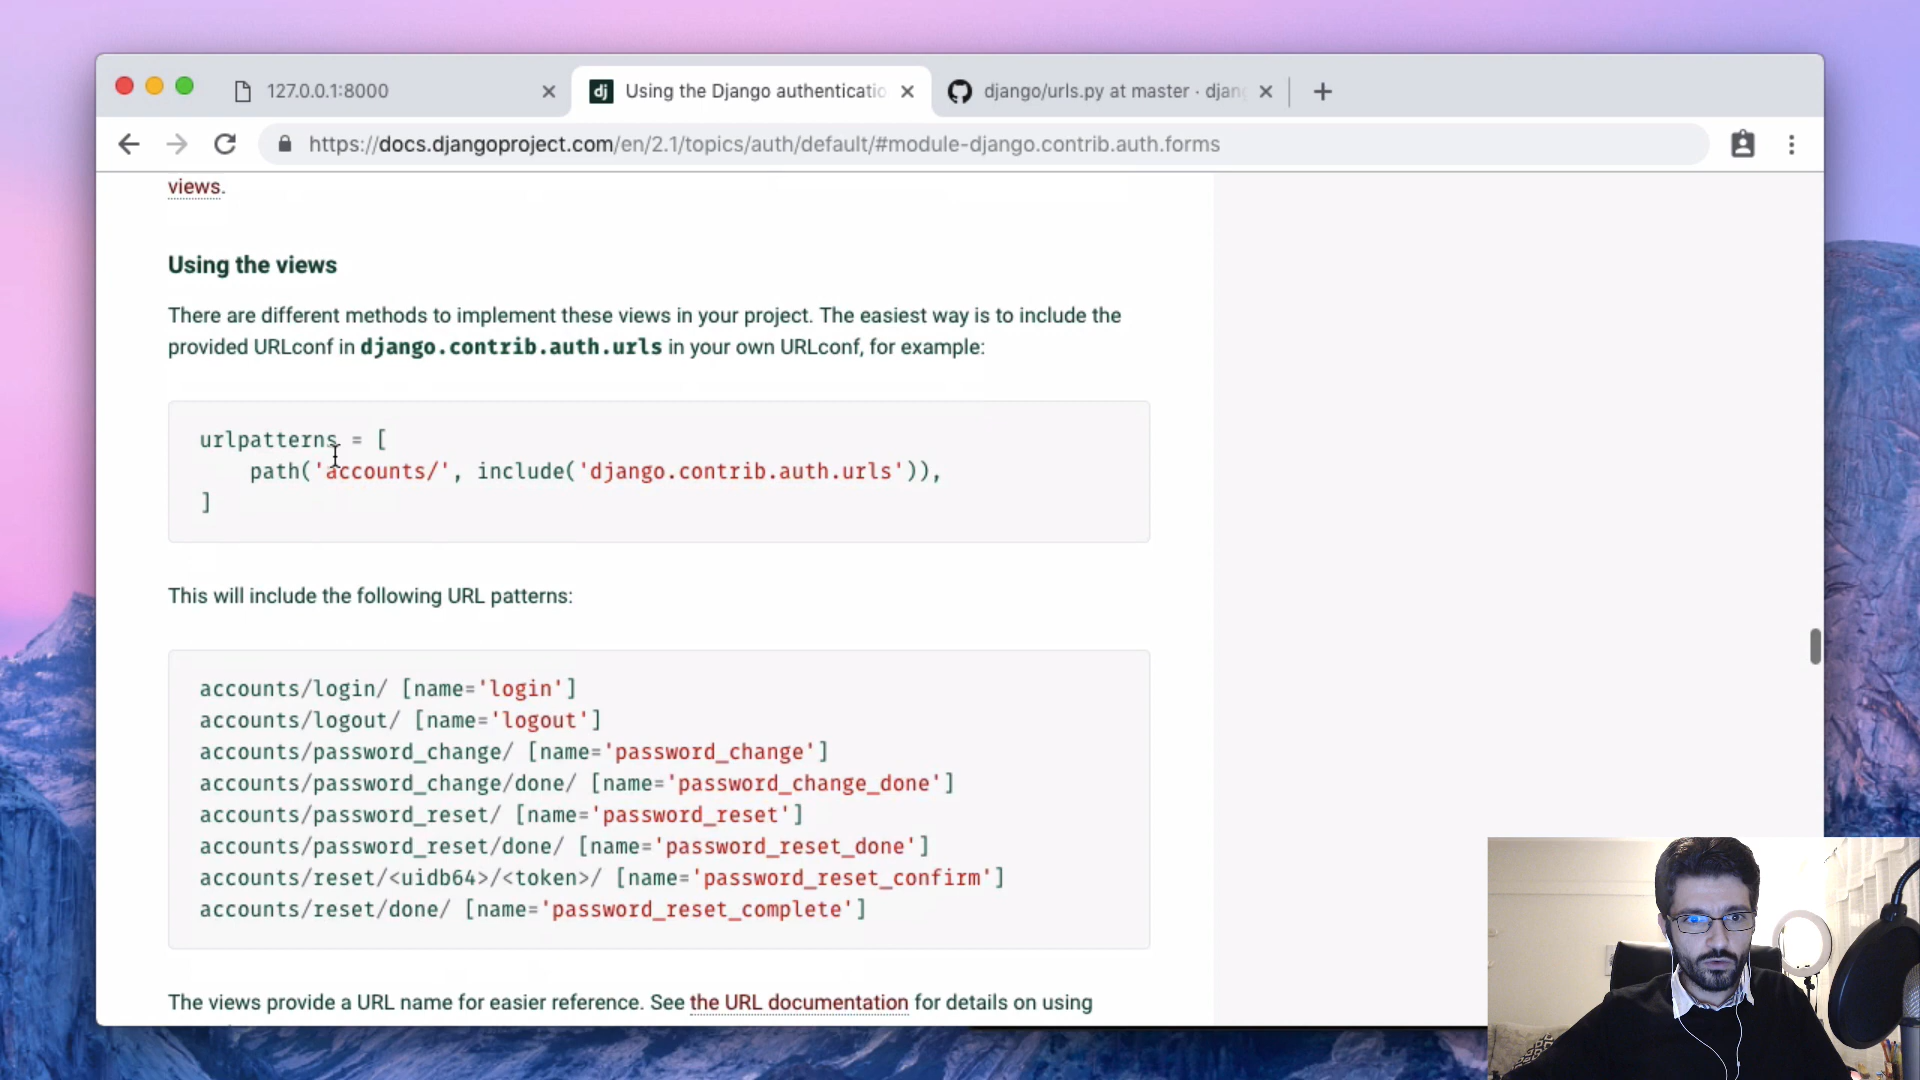 127.0.0.1:8000
dj Using the Django authenticatio
django/urls.py at master · djang
https://docs.djangoproject.com/en/2.1/topics/auth/default/#module-django.contrib.auth.forms
views.
Using the views
There are different methods to implement these views in your project. The easiest way is to include the
provided URLconf in django.contrib.auth.urls in your own URLconf, for example:
urlpatterns = [
    path('accounts/', include('django.contrib.auth.urls')),
]
This will include the following URL patterns:
accounts/login/ [name='login']
accounts/logout/ [name='logout']
accounts/password_change/ [name='password_change']
accounts/password_change/done/ [name='password_change_done']
accounts/password_reset/ [name='password_reset']
accounts/password_reset/done/ [name='password_reset_done']
accounts/reset/<uidb64>/<token>/ [name='password_reset_confirm']
accounts/reset/done/ [name='password_reset_complete']
The views provide a URL name for easier reference. See the URL documentation for details on using